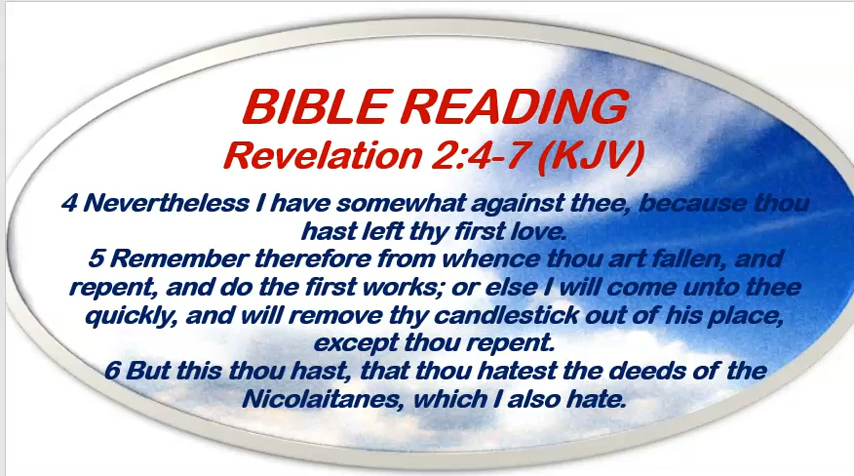 BIBLE READING
Revelation 2:4-7 (KJV)
4 Nevertheless I have somewhat against thee, because thou
hast left thy first love.
5 Remember therefore from whence thou art fallen, and
repent, and do the first works; or else I will come unto thee
quickly, and will remove thy candlestick out of his place,
except thou repent.
6 But this thou hast, that thou hatest the deeds of the
Nicolaitanes, which I also hate.